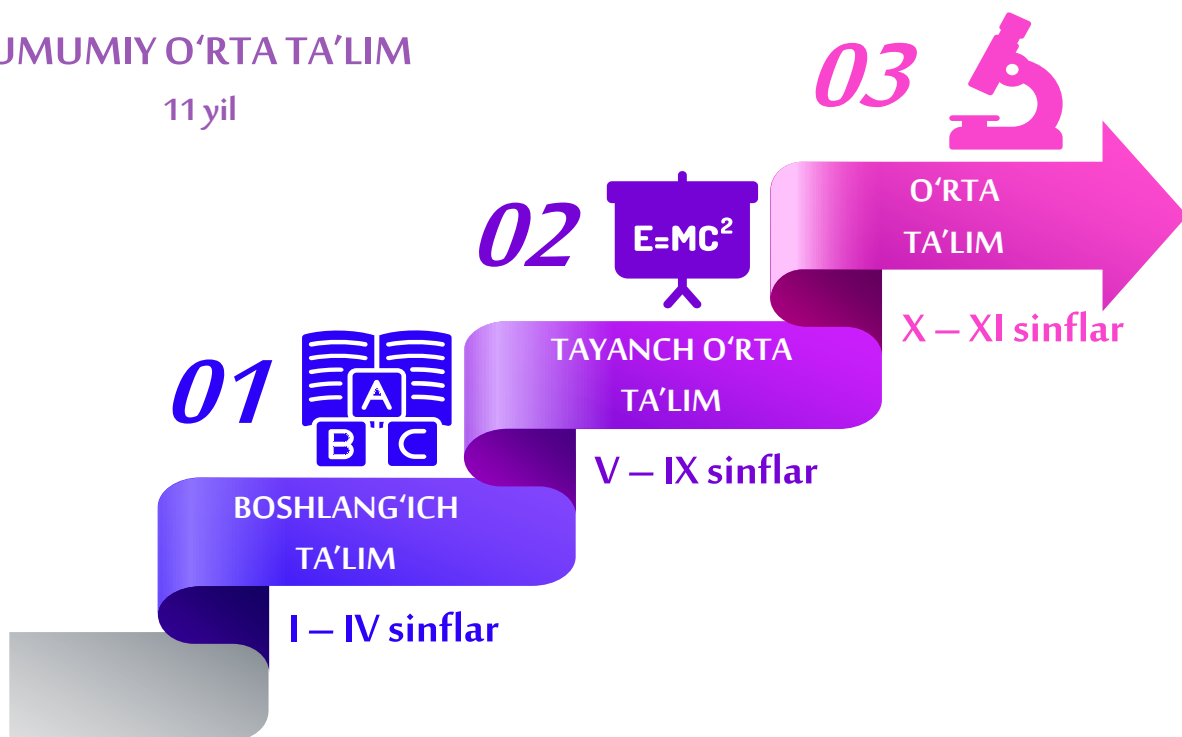 UMUMIY O‘RTA TA’LIM
11 yil
03
O‘RTA
TA’LIM
X – XI sinflar
02
E=MC²
TAYANCH O‘RTA
TA’LIM
V – IX sinflar
01
A
B " C
BOSHLANG‘ICH
TA’LIM
I – IV sinflar